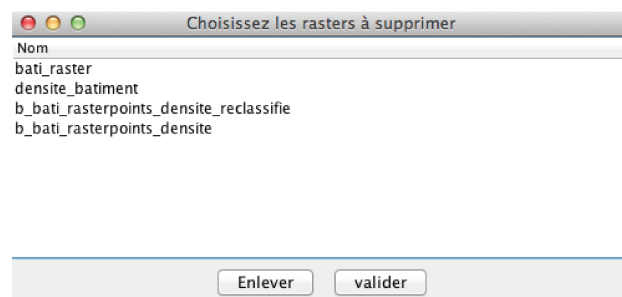 Choisissez les rasters à supprimer
Nom
bati_raster
densite_batiment
b_bati_rasterpoints_densite_reclassifie
b_bati_rasterpoints_densite
Enlever valider